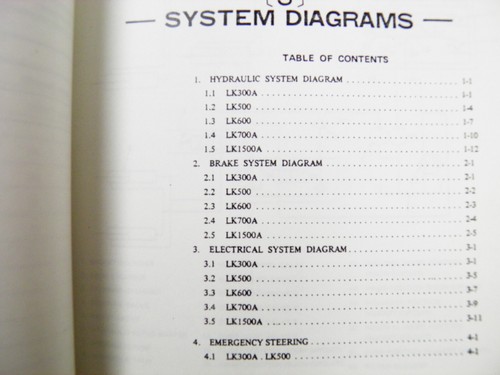 — SYSTEM DIAGRAMS —
TABLE OF CONTENTS
1. HYDRAULIC SYSTEM DIAGRAM 1-1
1.1 LK300A 1-1
1.2 LK500 1-4
1.3 LK600 1-7
1.4 LK700A 1-10
1.5 LK1500A 1-12
2. BRAKE SYSTEM DIAGRAM 2-1
2.1 LK300A 2-1
2.2 LK500 2-2
2.3 LK600 2-3
2.4 LK700A 2-4
2.5 LK1500A 2-5
3. ELECTRICAL SYSTEM DIAGRAM 3-1
3.1 LK300A 3-1
3.2 LK500 3-5
3.3 LK600 3-7
3.4 LK700A 3-9
3.5 LK1500A 3-11
4. EMERGENCY STEERING 4-1
4.1 LK300A . LK500 4-1